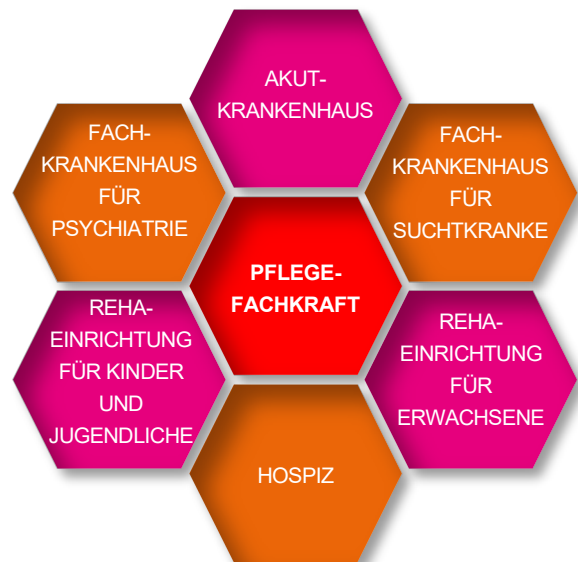 AKUT-
KRANKENHAUS
FACH-
KRANKENHAUS
FÜR
PSYCHIATRIE
FACH-
KRANKENHAUS
FÜR
SUCHTKRANKE
PFLEGE-
FACHKRAFT
REHA-
EINRICHTUNG
FÜR KINDER
UND
JUGENDLICHE
REHA-
EINRICHTUNG
FÜR
ERWACHSENE
HOSPIZ